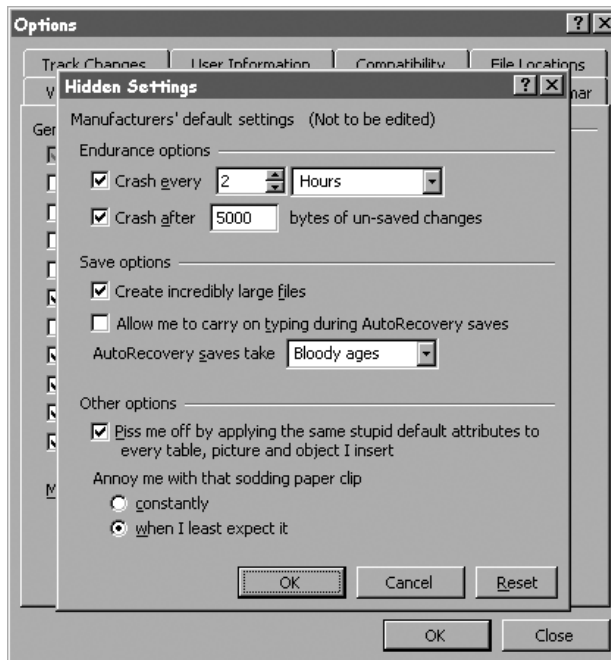 Options
Track Changes User Information Compatibility File Locations
Hidden Settings
Manufacturers' default settings (Not to be edited)
Endurance options
Crash every 2 Hours
Crash after 5000 bytes of un-saved changes
Save options
Create incredibly large files
Allow me to carry on typing during AutoRecovery saves
AutoRecovery saves take Bloody ages
Other options
Piss me off by applying the same stupid default attributes to
every table, picture and object I insert
Annoy me with that sodding paper clip
constantly
when I least expect it
OK Cancel Reset
OK Close